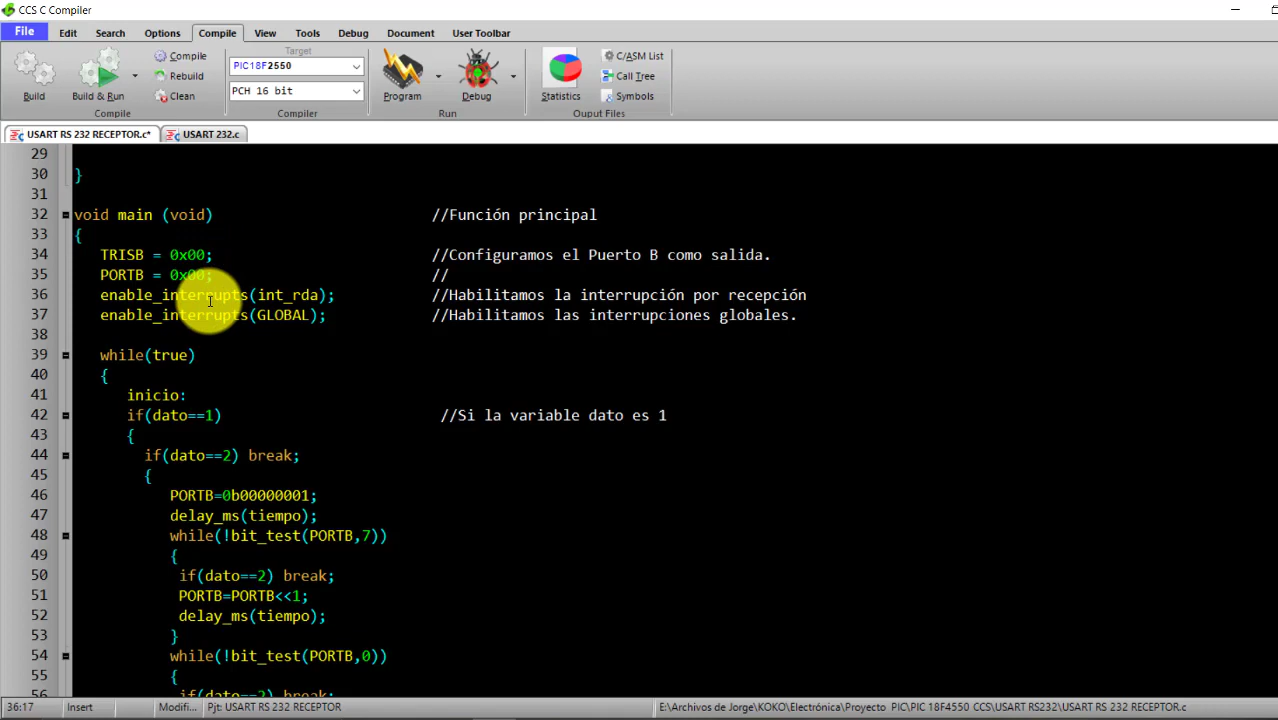 CCS C Compiler
File Edit Search Options Compile View Tools Debug Document User Toolbar
Build
Build & Run
Compile
Rebuild
Clean
Compile
Target
PIC18F2550
PCH 16 bit
Compiler
Program
Debug
Run
Statistics
C/ASM List
Call Tree
Symbols
Ouput Files
USART RS 232 RECEPTOR.c* USART 232.c
29
30 }
31
32 void main (void) //Función principal
33 {
34 TRISB = 0x00; //Configuramos el Puerto B como salida.
35 PORTB = 0x00; //
36 enable_interrupts(int_rda); //Habilitamos la interrupción por recepción
37 enable_interrupts(GLOBAL); //Habilitamos las interrupciones globales.
38
39 while(true)
40 {
41 inicio:
42 if(dato==1) //Si la variable dato es 1
43 {
44 if(dato==2) break;
45 {
46 PORTB=0b00000001;
47 delay_ms(tiempo);
48 while(!bit_test(PORTB,7))
49 {
50 if(dato==2) break;
51 PORTB=PORTB<<1;
52 delay_ms(tiempo);
53 }
54 while(!bit_test(PORTB,0))
55 {
56 if(dato==2) break;
36:17 Insert Modifi... Pjt: USART RS 232 RECEPTOR E:\Archivos de Jorge\KOKO\Electrónica\Proyecto PIC\PIC 18F4550 CCS\USART RS232\USART RS 232 RECEPTOR.c